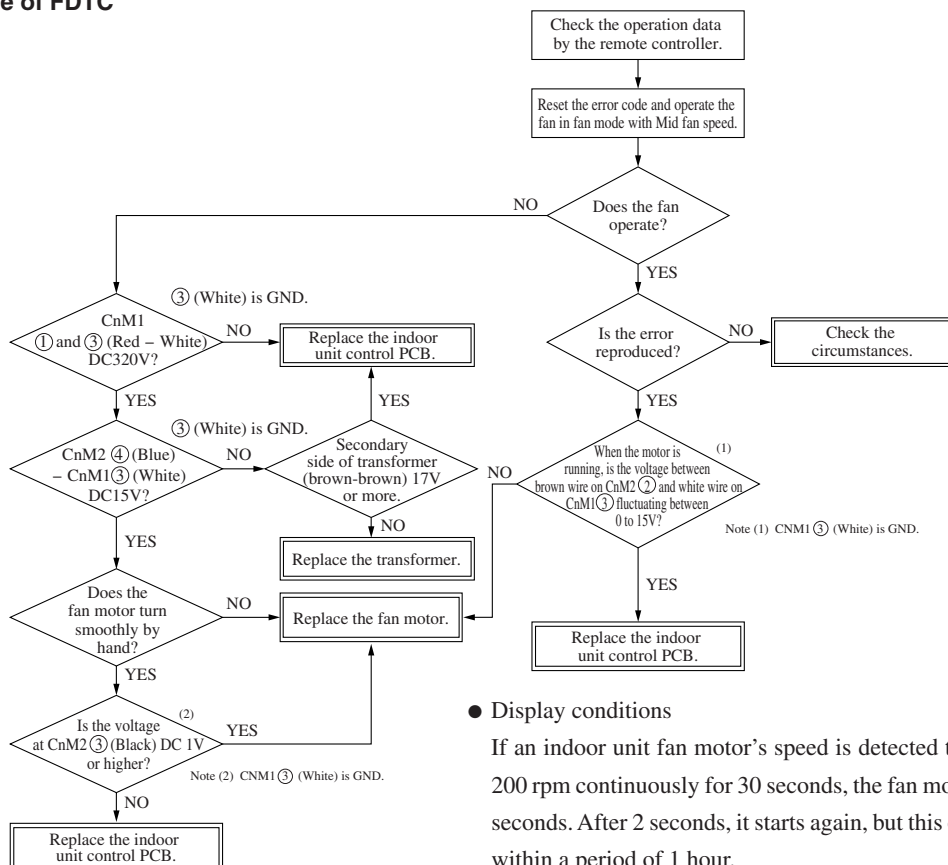 e of FDTC
Check the operation data
by the remote controller.
Reset the error code and operate the
fan in fan mode with Mid fan speed.
Does the fan
operate?
NO
YES
Is the error
reproduced?
NO
Check the
circumstances.
YES
When the motor is
running, is the voltage between
brown wire on CnM2 ② and white wire on
CnM1 ③ fluctuating between
0 to 15V?
(1)
NO
Note (1) CNM1 ③ (White) is GND.
YES
Replace the indoor
unit control PCB.
③ (White) is GND.
CnM1
① and ③ (Red – White)
DC320V?
NO
Replace the indoor
unit control PCB.
YES
③ (White) is GND.
CnM2 ④ (Blue)
– CnM1 ③ (White)
DC15V?
NO
YES
Secondary
side of transformer
(brown-brown) 17V
or more.
NO
Replace the transformer.
YES
Does the
fan motor turn
smoothly by
hand?
NO
Replace the fan motor.
YES
Is the voltage
at CnM2 ③ (Black) DC 1V
or higher?
(2)
YES
Note (2) CNM1 ③ (White) is GND.
NO
Replace the indoor
unit control PCB.
● Display conditions
If an indoor unit fan motor's speed is detected
200 rpm continuously for 30 seconds, the fan
seconds. After 2 seconds, it starts again, but this
within a period of 1 hour.